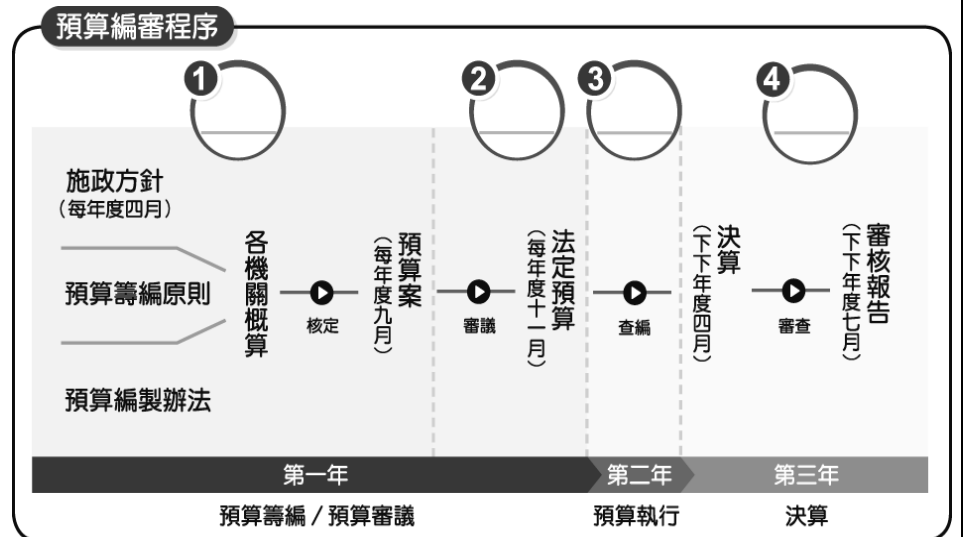 預算編審程序
1
2
3
4
施政方針
(每年度四月)
預算籌編原則
預算編製辦法
各機關概算
核定
預算案
(每年度九月)
審議
法定預算
(每年度十一月)
查編
決算
(下下年度四月)
審查
審核報告
(下下年度七月)
第一年
第二年
第三年
預算籌編/預算審議
預算執行
決算